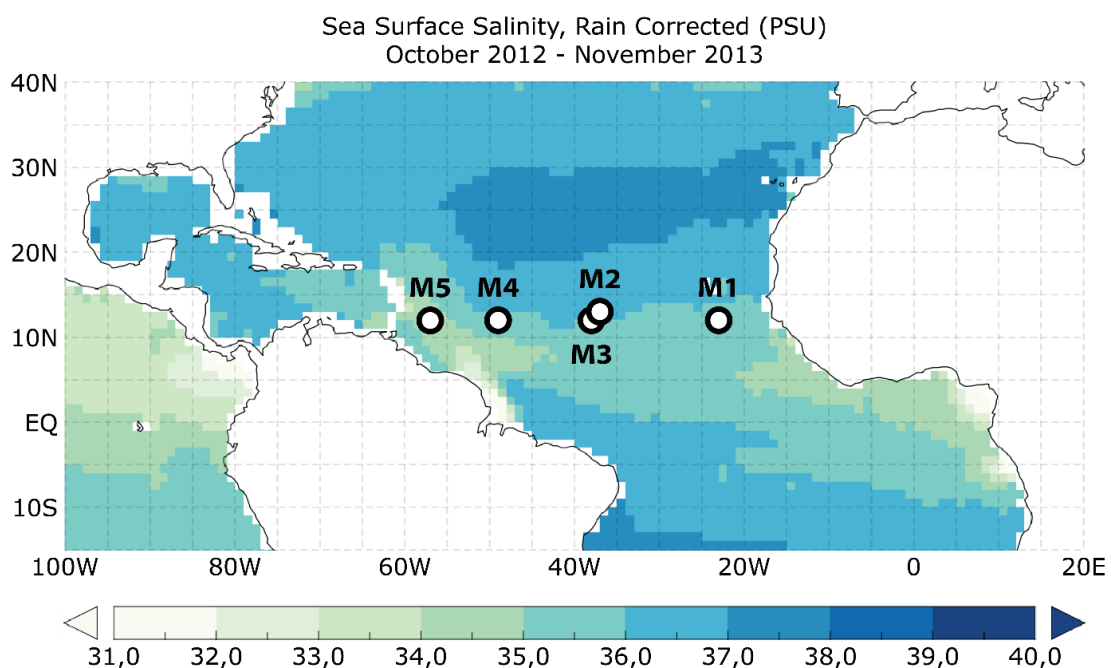 Sea Surface Salinity, Rain Corrected (PSU)
October 2012 - November 2013
40N
30N
20N
10N
EQ
10S
M5 M4 M2 M1
M3
100W 80W 60W 40W 20W 0 20E
31,0 32,0 33,0 34,0 35,0 36,0 37,0 38,0 39,0 40,0